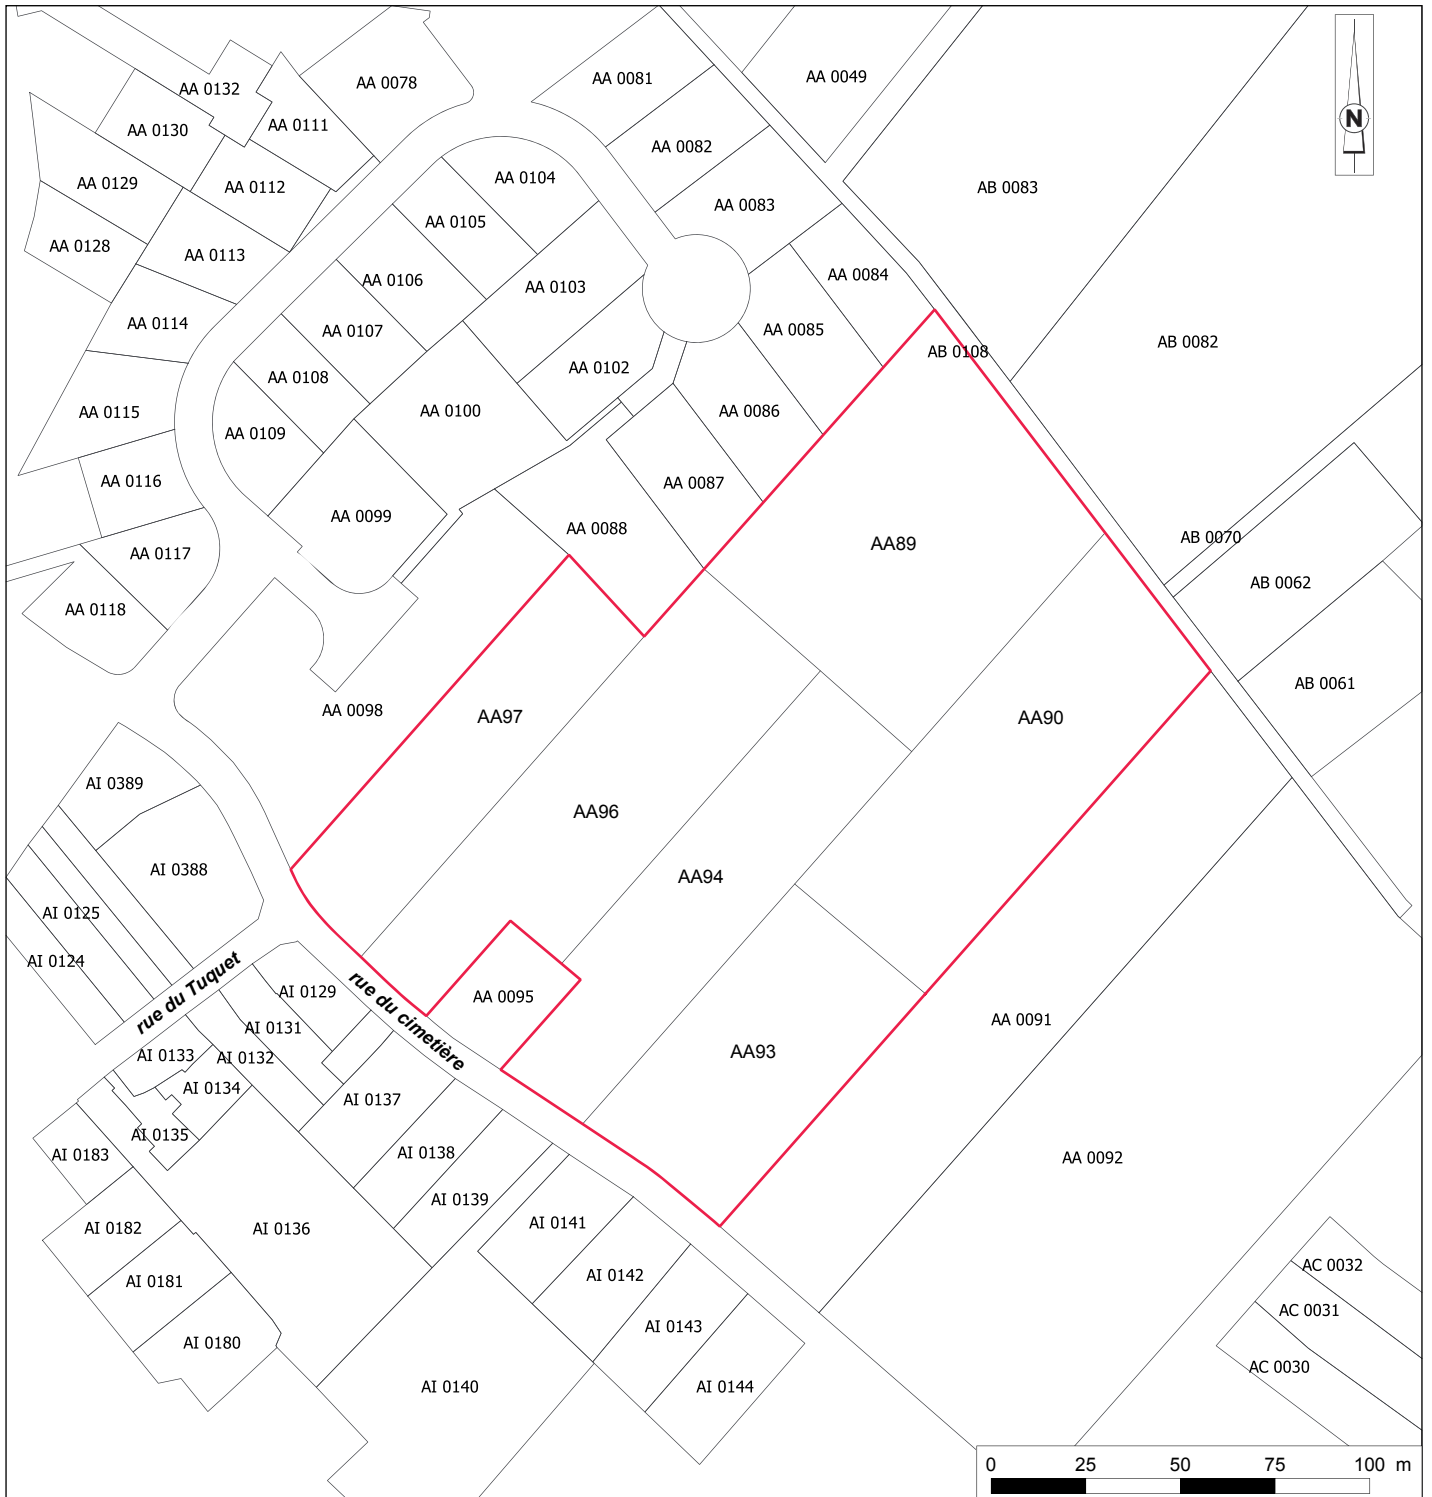 AA 0078
AA 0081
AA 0049
AA 0132
AA 0130
AA 0111
N
AA 0082
AA 0129
AA 0112
AA 0104
AB 0083
AA 0083
AA 0105
AA 0128
AA 0113
AA 0106
AA 0103
AA 0084
AA 0114
AA 0107
AA 0085
AB 0082
AB 0108
AA 0108
AA 0102
AA 0115
AA 0100
AA 0086
AA 0109
AA 0116
AA 0087
AA 0099
AA 0088
AB 0070
AA89
AA 0117
AB 0062
AA 0118
AB 0061
AA 0098
AA97
AA90
AI 0389
AA96
AI 0388
AA94
AI 0125
AI 0124
rue du Tuquet
AI 0129
AA 0095
rue du cimetière
AI 0131
AA 0091
AI 0133
AI 0132
AA93
AI 0134
AI 0137
AI 0135
AI 0183
AI 0138
AA 0092
AI 0139
AI 0182
AI 0136
AI 0141
AC 0032
AI 0181
AI 0142
AC 0031
AI 0180
AI 0143
AC 0030
AI 0140
AI 0144
0 25 50 75 100 m